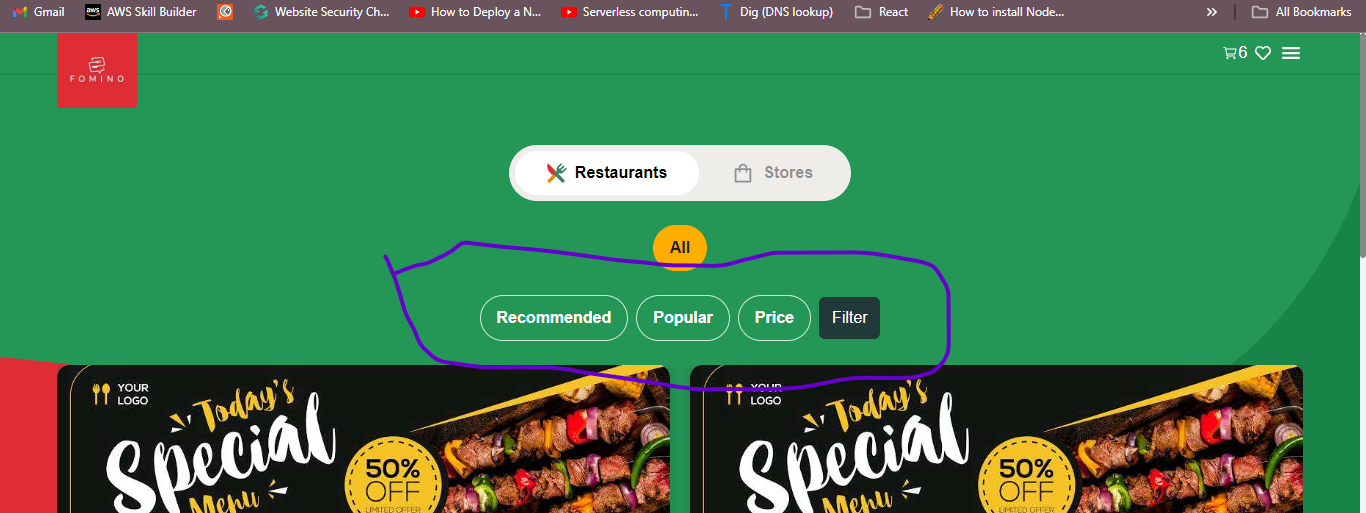 Gmail AWS Skill Builder Website Security Ch... How to Deploy a N... Serverless computin... Dig (DNS lookup) React How to install Node... » All Bookmarks
FOMINO
6
Restaurants Stores
All
Recommended Popular Price Filter
YOUR
LOGO
Today's
Special
Menu
50%
OFF
LIMITED OFFER
YOUR
LOGO
Today's
Special
Menu
50%
OFF
LIMITED OFFER